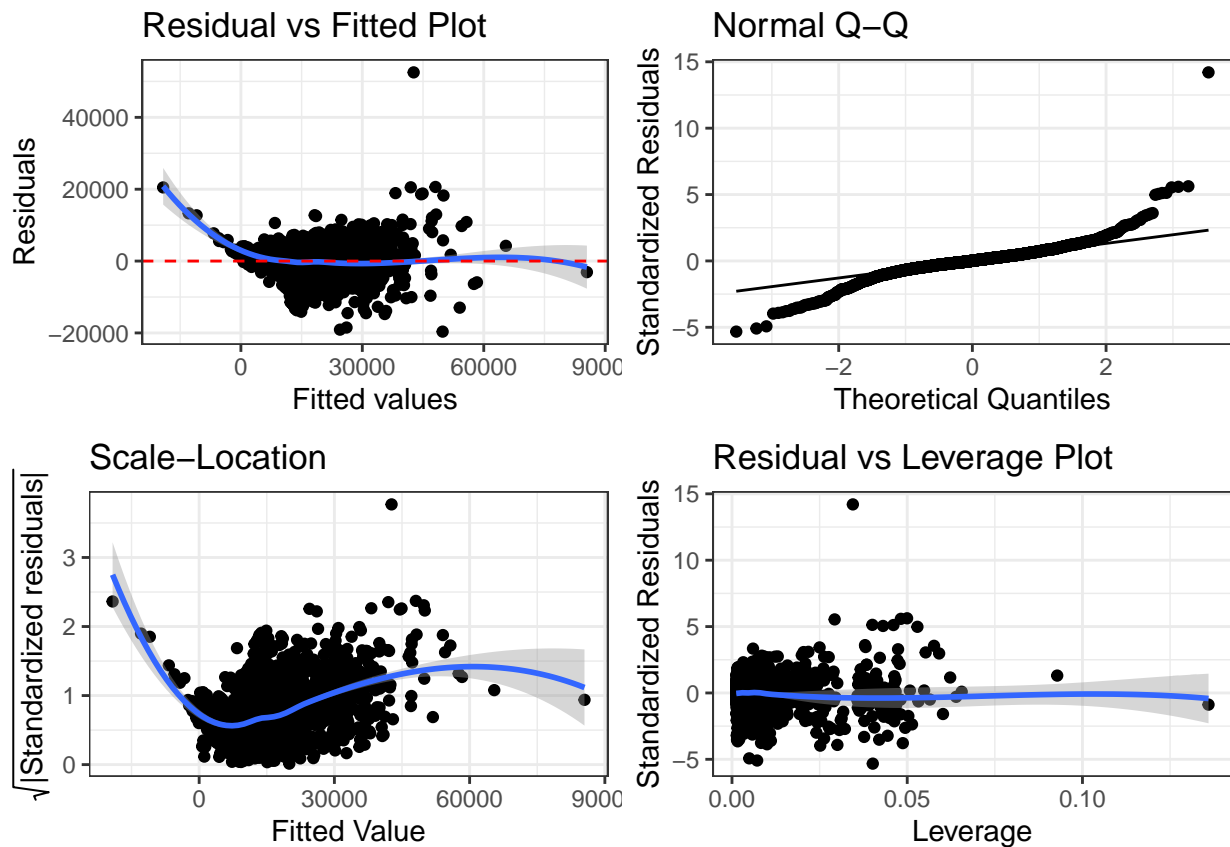 Residual vs Fitted Plot
Residuals
40000
20000
0
−20000
0 30000 60000 9000
Fitted values
Normal Q−Q
Standardized Residuals
15
10
5
0
−5
−2 0 2
Theoretical Quantiles
Scale−Location
√|Standardized residuals|
3
2
1
0
0 30000 60000 9000
Fitted Value
Residual vs Leverage Plot
Standardized Residuals
15
10
5
0
−5
0.00 0.05 0.10
Leverage